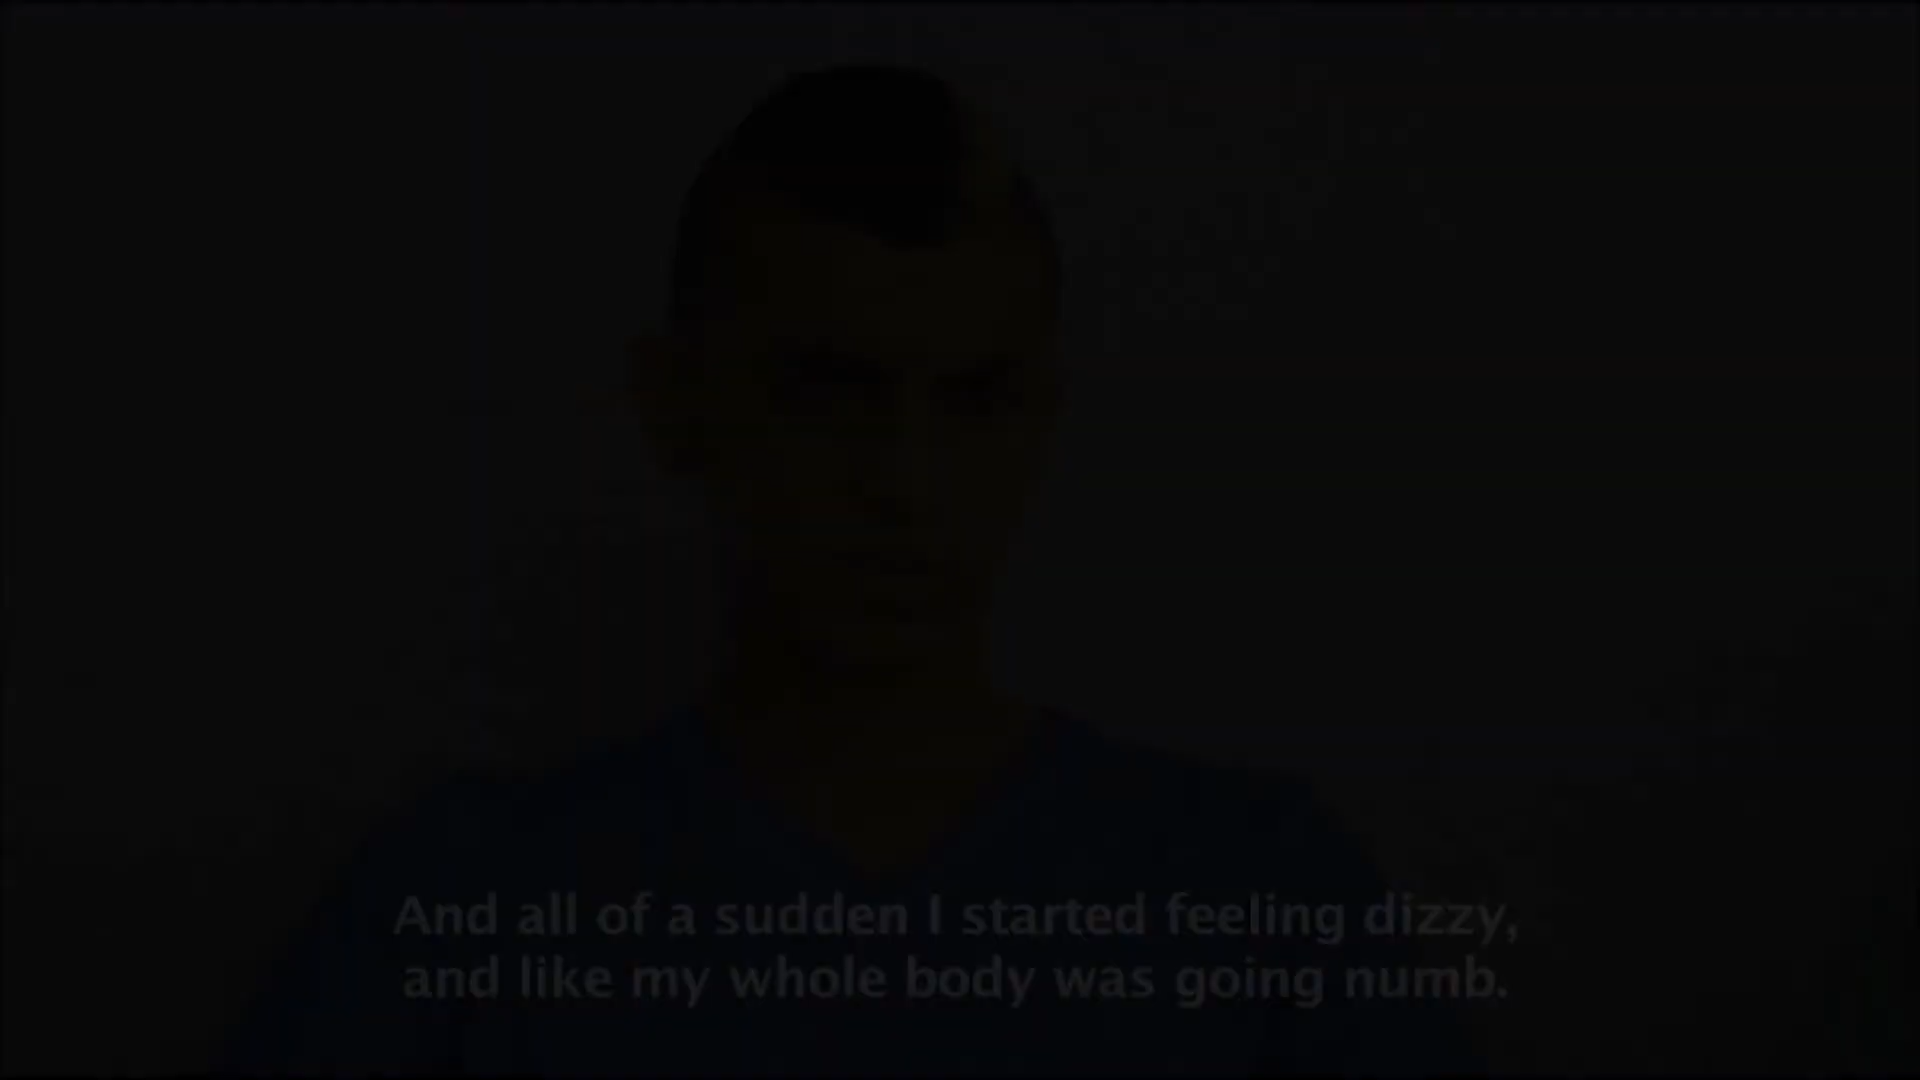 And all of a sudden I started feeling dizzy,
and like my whole body was going numb.